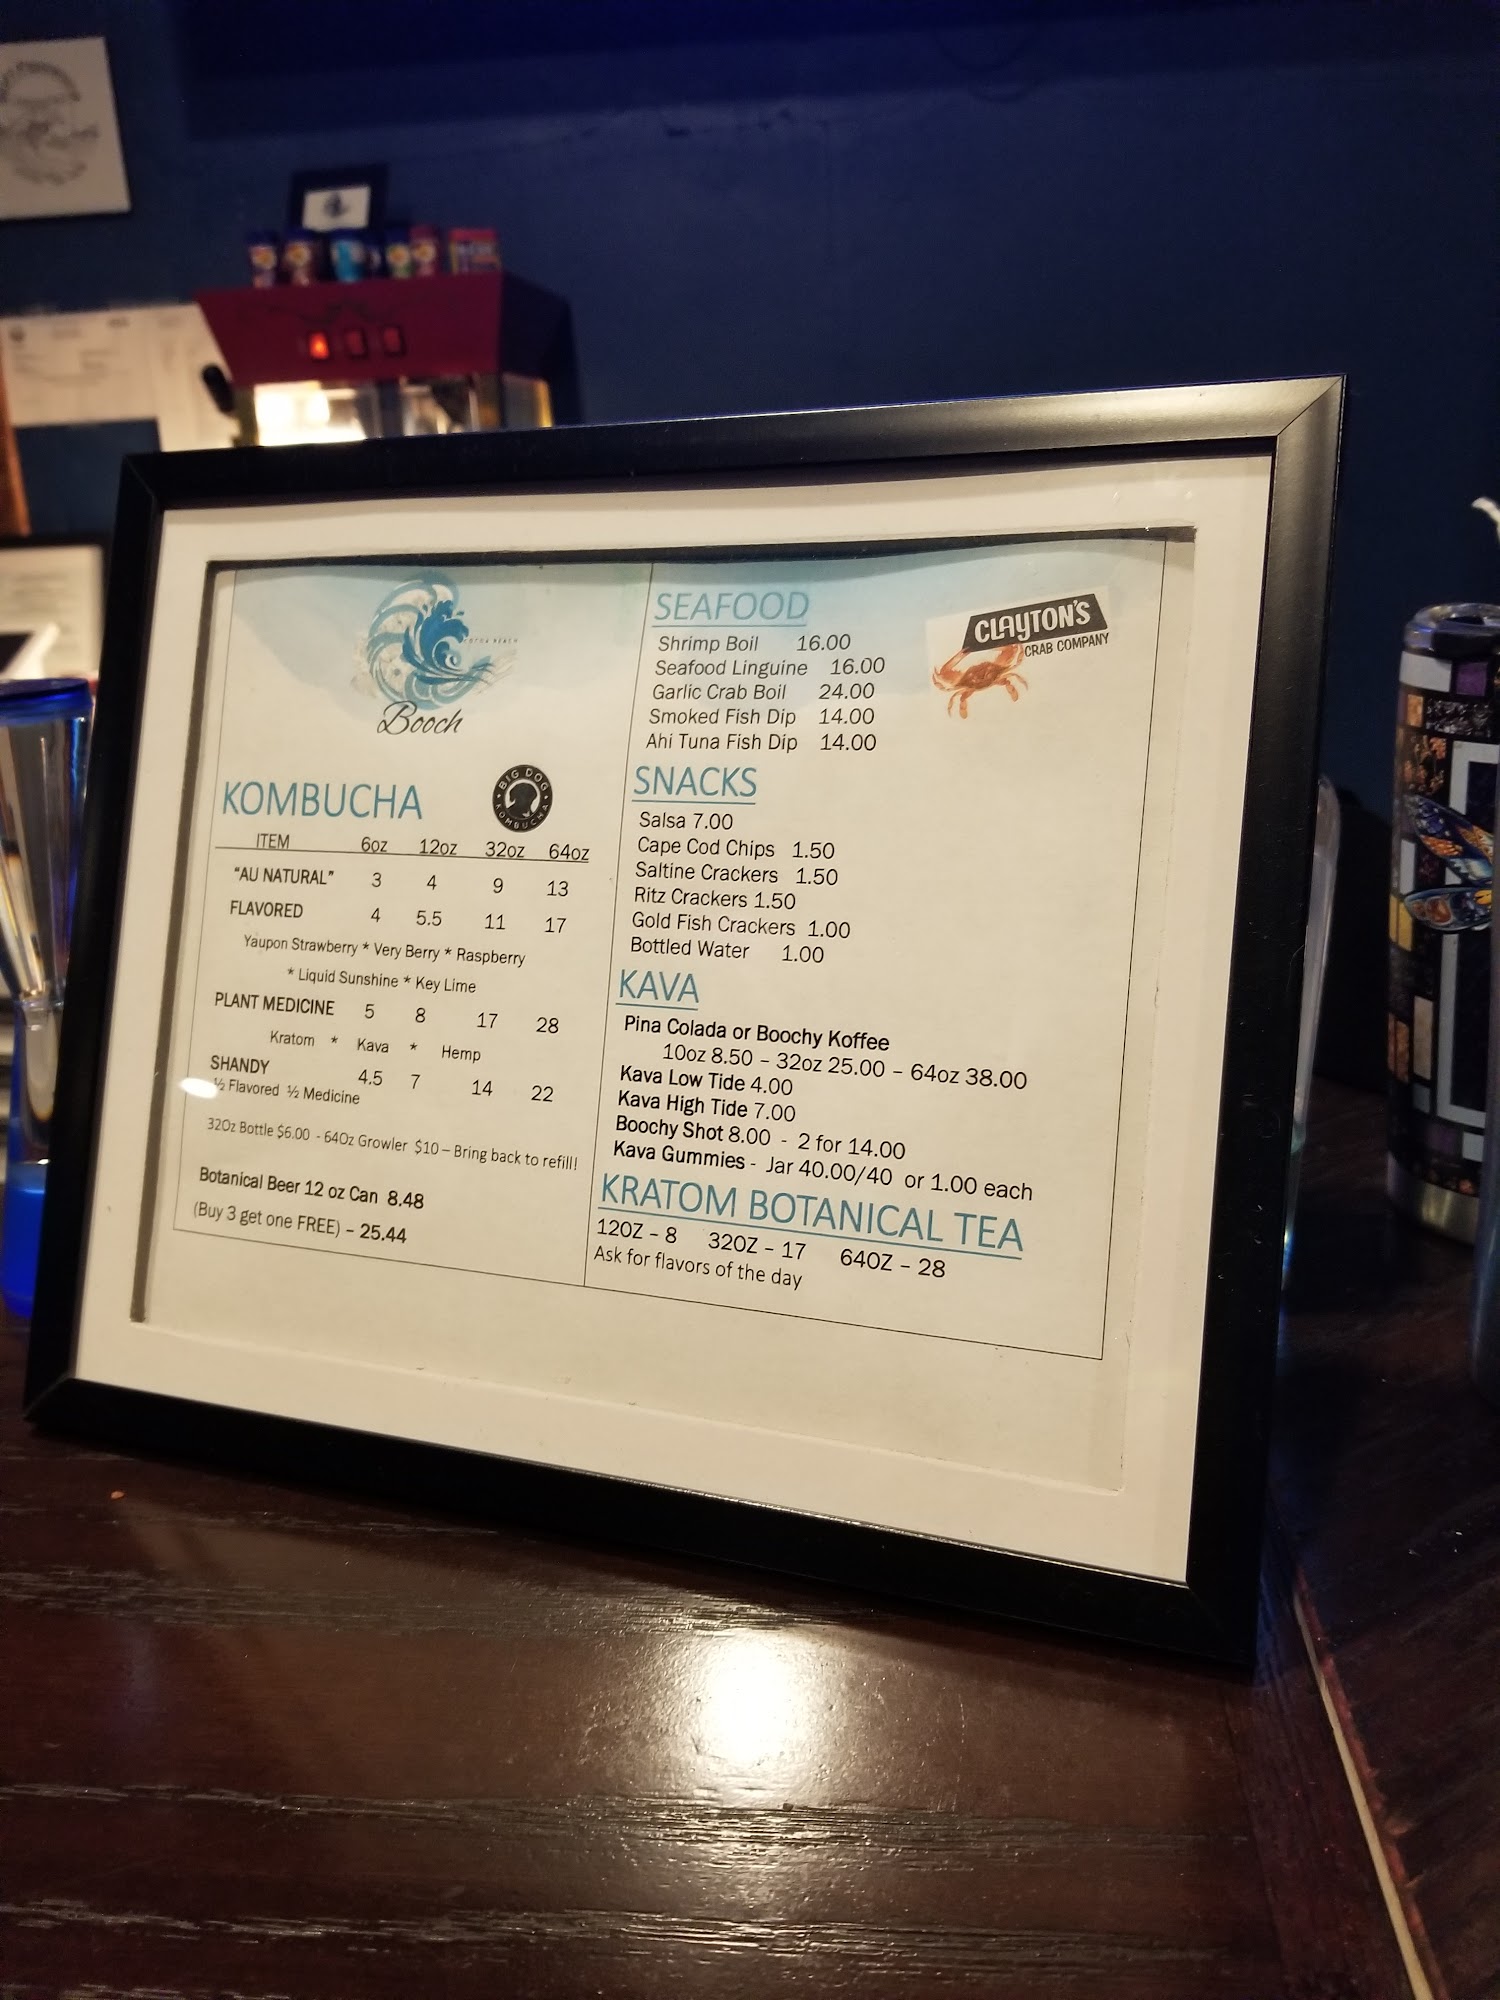 COCOA BEACH
Booch
KOMBUCHA
BIG DOG
KOMBUCHA
ITEM 6oz 12oz 32oz 64oz
“AU NATURAL” 3 4 9 13
FLAVORED 4 5.5 11 17
Yaupon Strawberry * Very Berry * Raspberry
* Liquid Sunshine * Key Lime
PLANT MEDICINE 5 8 17 28
Kratom * Kava * Hemp
SHANDY 4.5 7 14 22
½ Flavored ½ Medicine
32Oz Bottle $6.00 - 64Oz Growler $10 – Bring back to refill!
Botanical Beer 12 oz Can 8.48
(Buy 3 get one FREE) – 25.44
SEAFOOD
CLAYTON'S
CRAB COMPANY
Shrimp Boil 16.00
Seafood Linguine 16.00
Garlic Crab Boil 24.00
Smoked Fish Dip 14.00
Ahi Tuna Fish Dip 14.00
SNACKS
Salsa 7.00
Cape Cod Chips 1.50
Saltine Crackers 1.50
Ritz Crackers 1.50
Gold Fish Crackers 1.00
Bottled Water 1.00
KAVA
Pina Colada or Boochy Koffee
10oz 8.50 – 32oz 25.00 – 64oz 38.00
Kava Low Tide 4.00
Kava High Tide 7.00
Boochy Shot 8.00 - 2 for 14.00
Kava Gummies - Jar 40.00/40 or 1.00 each
KRATOM BOTANICAL TEA
12OZ – 8 32OZ – 17 64OZ – 28
Ask for flavors of the day